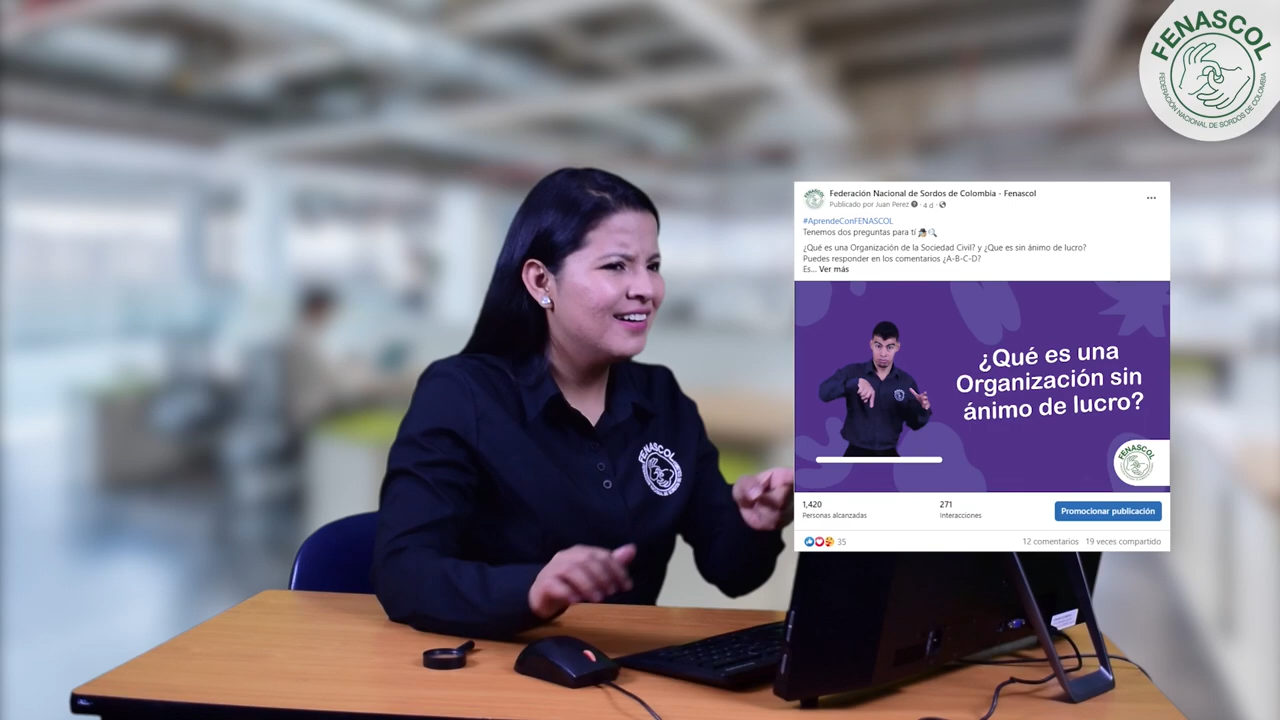 FENASCOL
FEDERACIÓN NACIONAL DE SORDOS DE COLOMBIA
Federación Nacional de Sordos de Colombia - Fenascol
Publicado por Juan Perez · 4 d ·
#AprendeConFENASCOL
Tenemos dos preguntas para tí
¿Qué es una Organización de la Sociedad Civil? y ¿Que es sin ánimo de lucro?
Puedes responder en los comentarios ¿A-B-C-D?
Es... Ver más
¿Qué es una
Organización sin
ánimo de lucro?
FENASCOL
FENASCOL
1,420
Personas alcanzadas
271
Interacciones
Promocionar publicación
35
12 comentarios
19 veces compartido